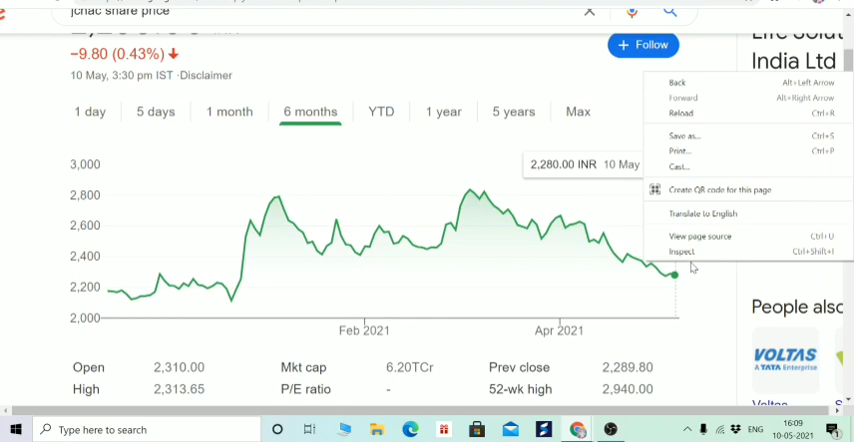 jchac share price
−9.80 (0.43%)
+ Follow
10 May, 3:30 pm IST ·Disclaimer
India Ltd
1 day 5 days 1 month 6 months YTD 1 year 5 years Max
3,000
2,800
2,600
2,400
2,200
2,000
2,280.00 INR 10 May
Feb 2021 Apr 2021
Open 2,310.00 Mkt cap 6.20TCr Prev close 2,289.80
High 2,313.65 P/E ratio - 52-wk high 2,940.00
Back Alt+Left Arrow
Forward Alt+Right Arrow
Reload Ctrl+R
Save as... Ctrl+S
Print... Ctrl+P
Cast...
Create QR code for this page
Translate to English
View page source Ctrl+U
Inspect Ctrl+Shift+I
People also
VOLTAS
A TATA Enterprise
Voltas
Type here to search
ENG
16:09
10-05-2021
1